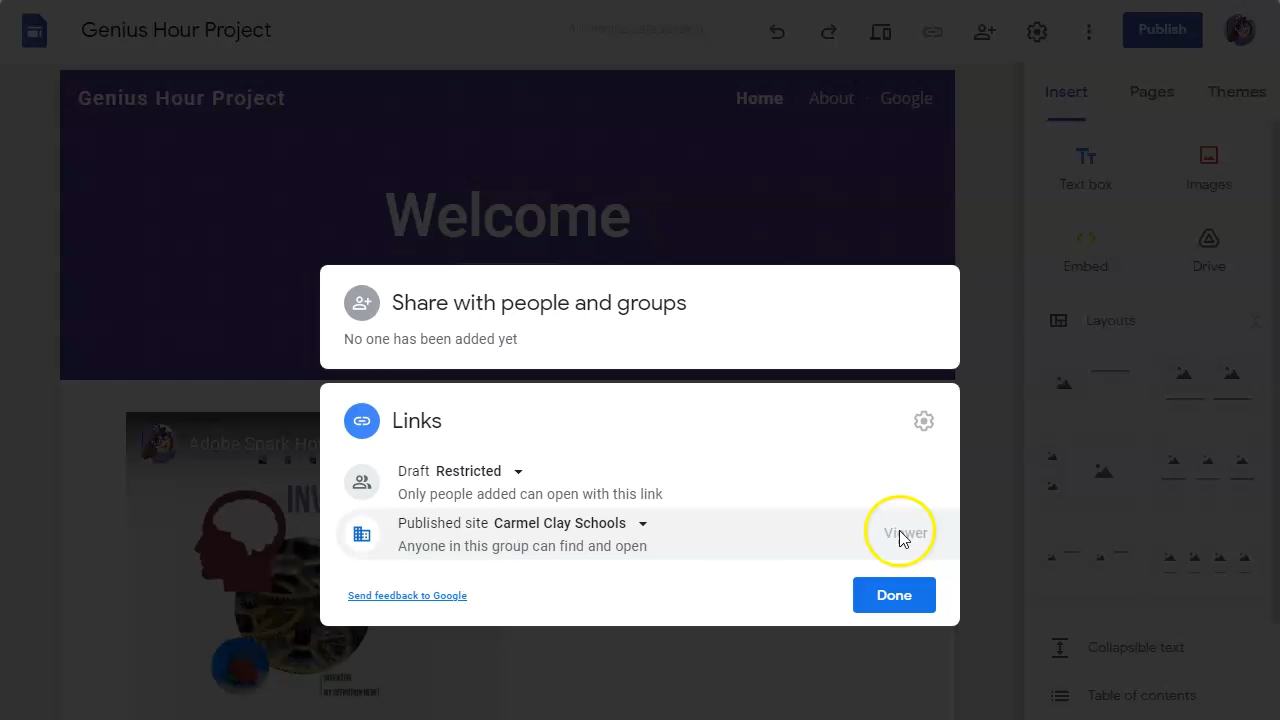 Genius Hour Project
Publish
Genius Hour Project
Home · About · Google
Insert
Pages
Themes
Welcome
Text box
Images
Embed
Drive
Share with people and groups
No one has been added yet
Layouts
Links
Adobe Spark Ho
Draft Restricted
Only people added can open with this link
Published site Carmel Clay Schools
Viewer
Anyone in this group can find and open
Send feedback to Google
Done
Collapsible text
Table of contents